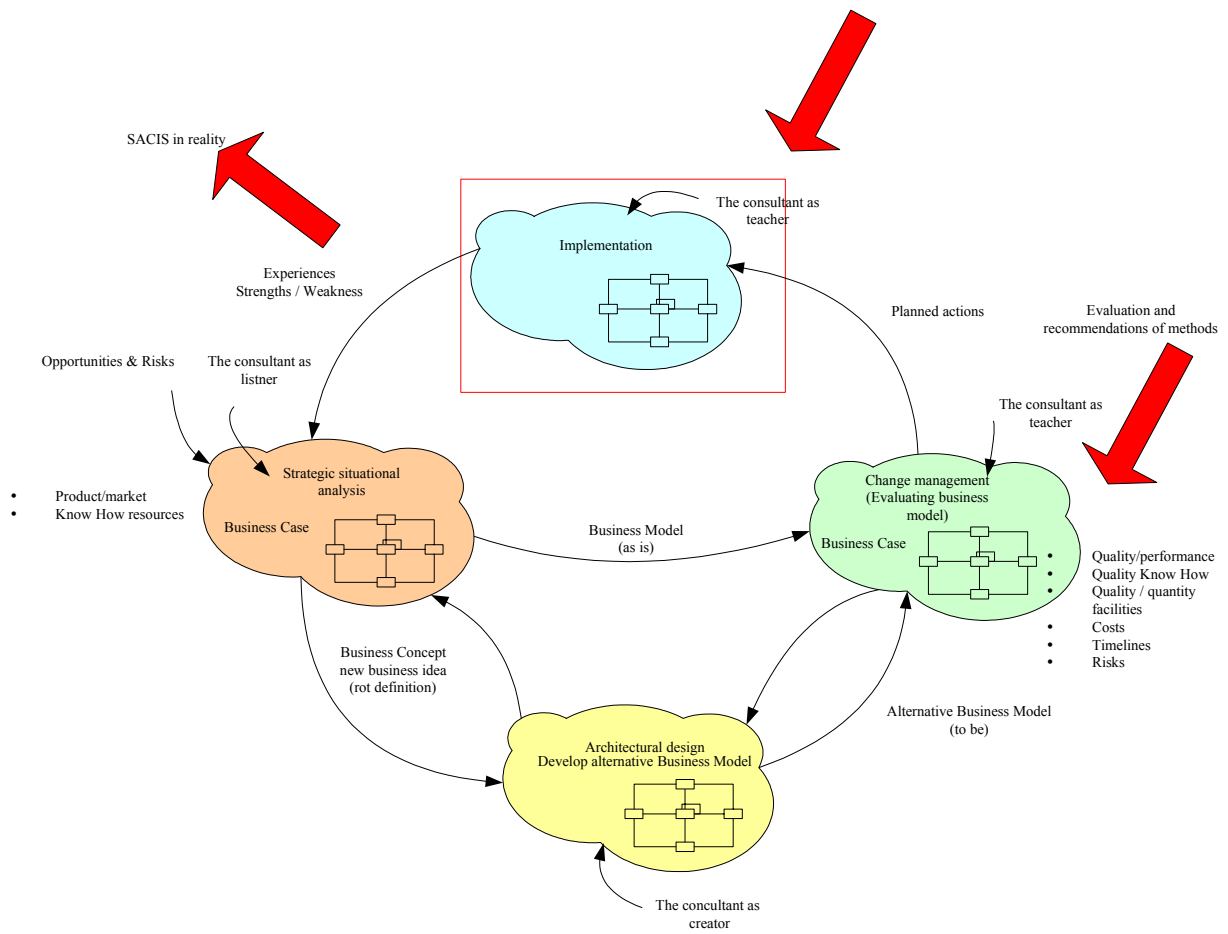 SACIS in reality
The consultant as
teacher
Implementation
Experiences
Strengths / Weakness
Planned actions
Evaluation and
recommendations of methods
Opportunities & Risks
The consultant as
listner
The consultant as
teacher
Strategic situational
analysis
Business Case
• Product/market
• Know How resources
Business Model
(as is)
Change management
(Evaluating business
model)
Business Case
• Quality/performance
• Quality Know How
• Quality / quantity
facilities
• Costs
• Timelines
• Risks
Business Concept
new business idea
(rot definition)
Alternative Business Model
(to be)
Architectural design
Develop alternative Business Model
The concultant as
creator